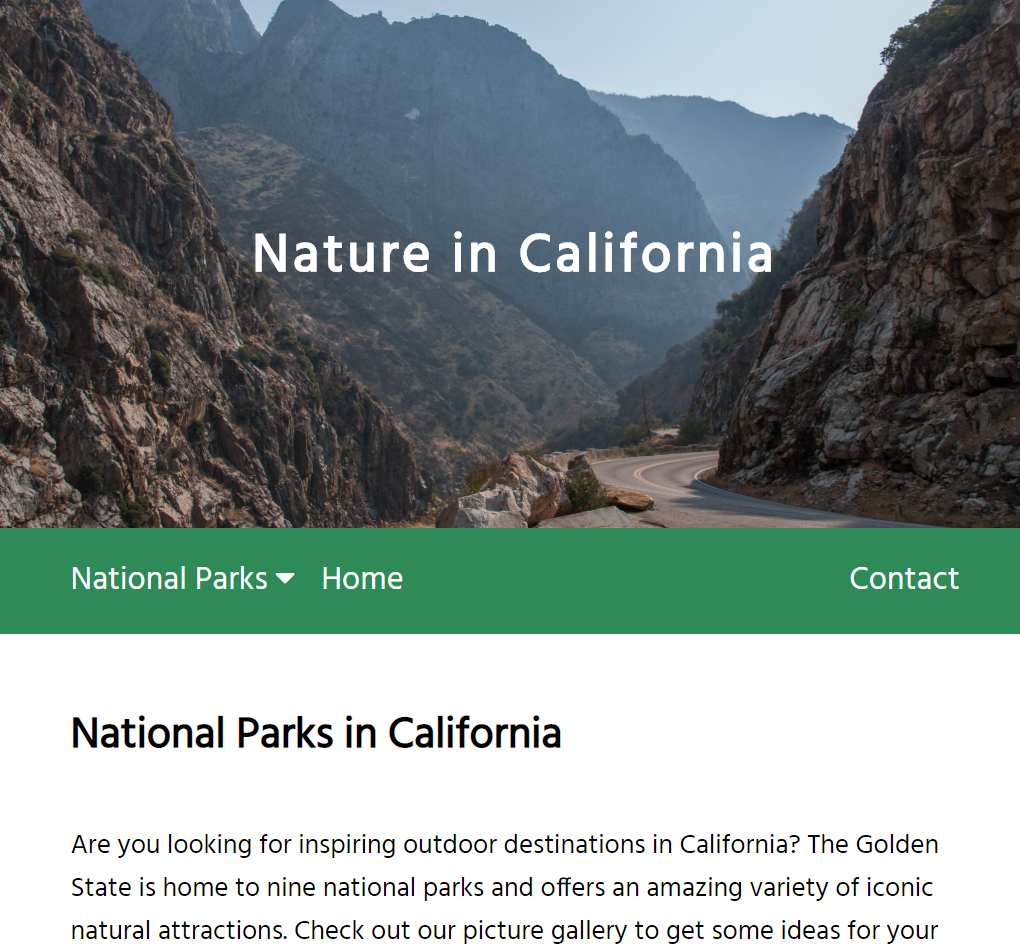 Nature in California
National Parks Home Contact
National Parks in California
Are you looking for inspiring outdoor destinations in California? The Golden
State is home to nine national parks and offers an amazing variety of iconic
natural attractions. Check out our picture gallery to get some ideas for your